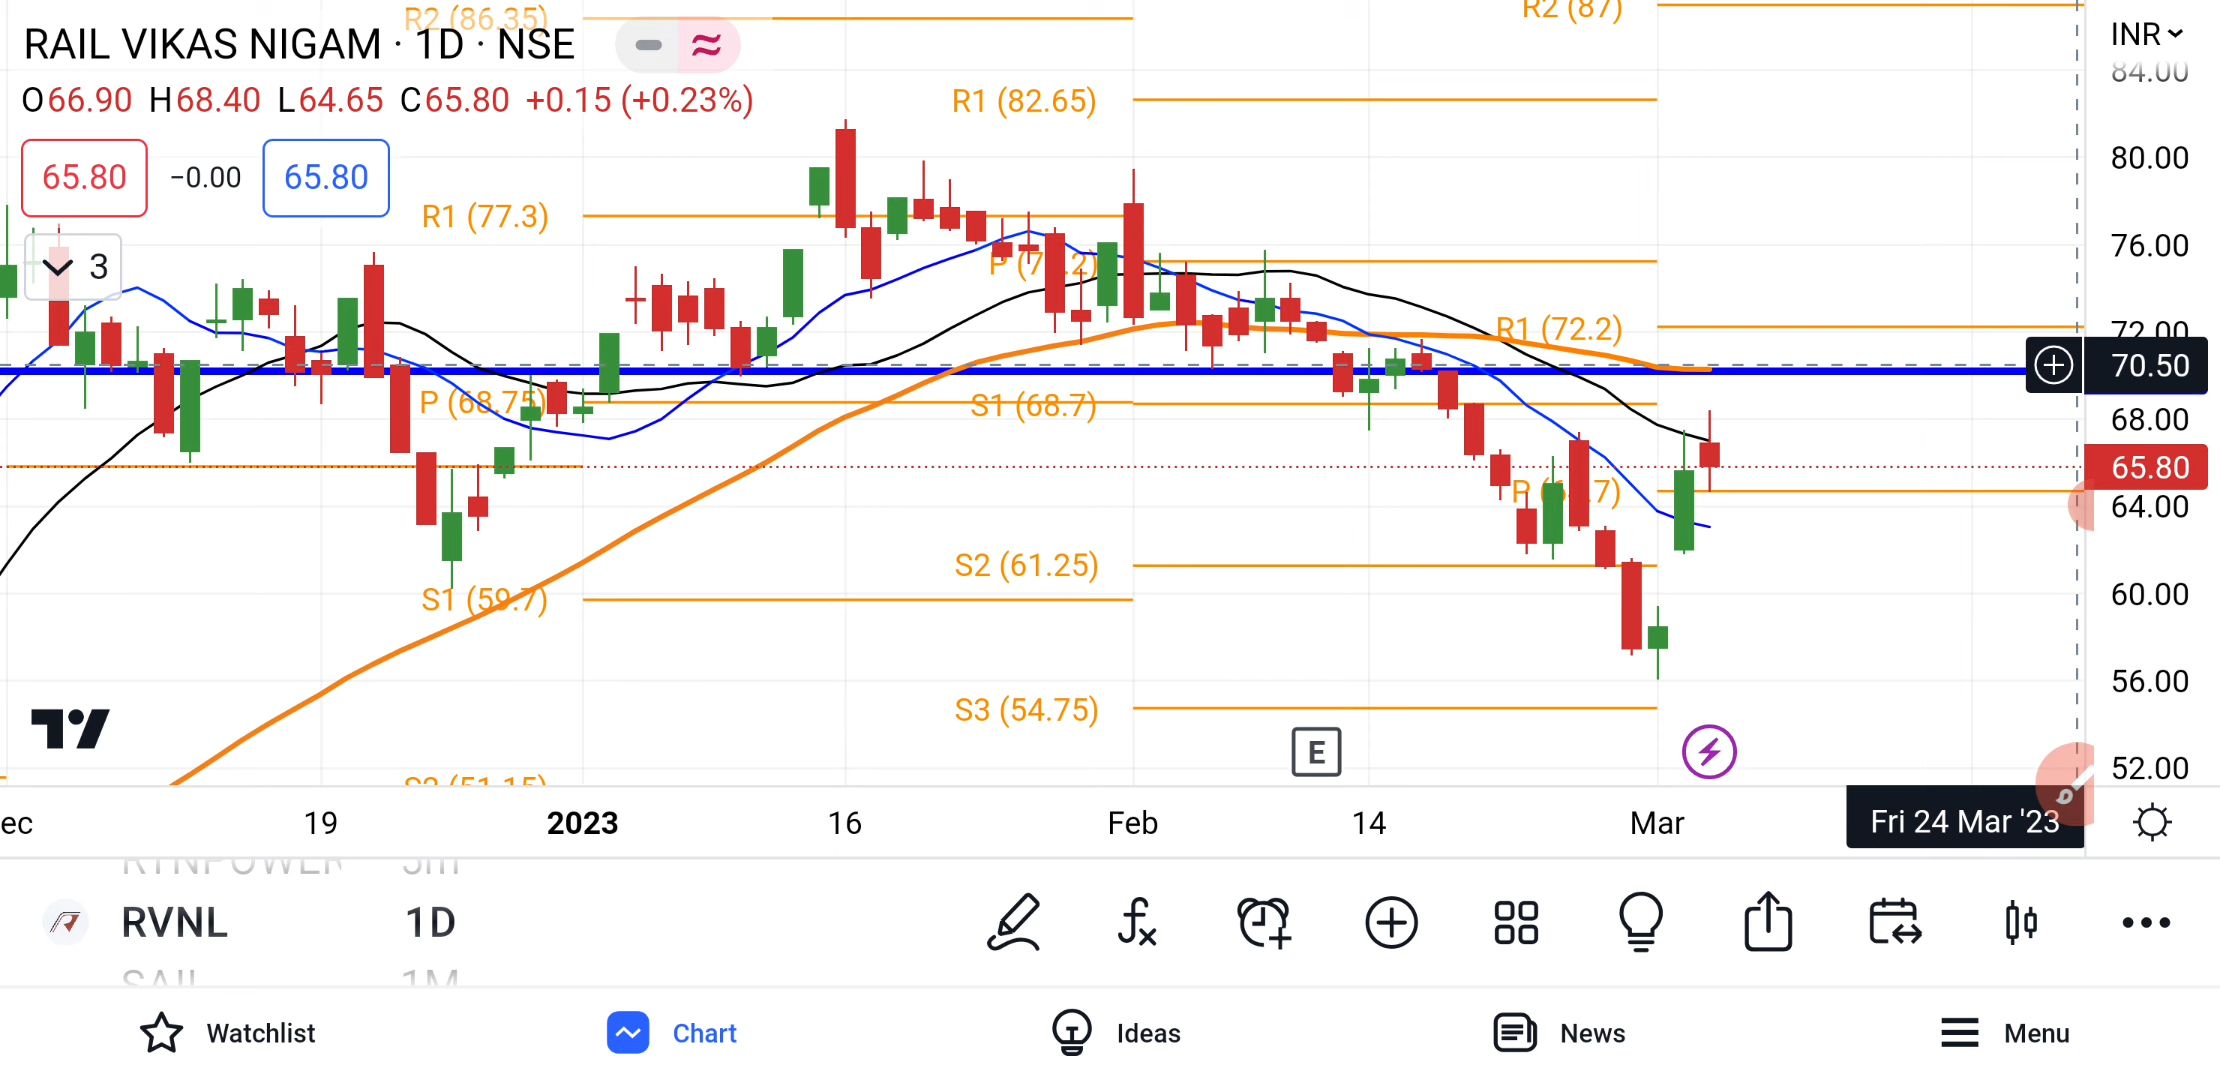 R2 (86.35)
R2 (87)
RAIL VIKAS NIGAM · 1D · NSE
INR
84.00
O66.90 H68.40 L64.65 C65.80 +0.15 (+0.23%)
R1 (82.65)
80.00
65.80 −0.00 65.80
R1 (77.3)
76.00
3
R1 (72.2)
72.00
70.50
P (68.75)
S1 (68.7)
68.00
65.80
64.00
S2 (61.25)
S1 (59.7)
60.00
56.00
S3 (54.75)
E
52.00
19 2023 16 Feb 14 Mar Fri 24 Mar '23
RVNL 1D
SAIL 1M
Watchlist Chart Ideas News Menu